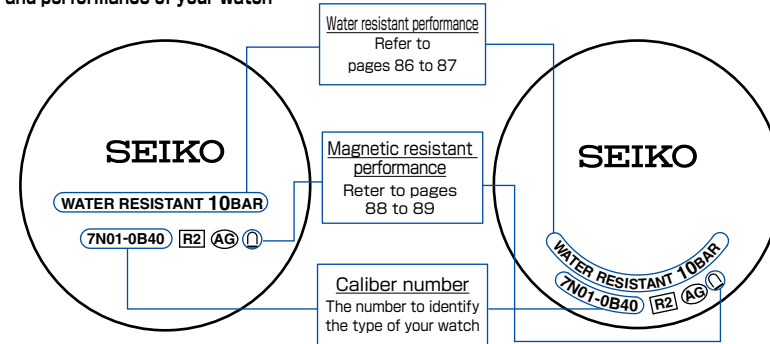 and performance of your watch
Water resistant performance
Refer to
pages 86 to 87
SEIKO
WATER RESISTANT 10BAR
7N01-0B40 R2 AG
Magnetic resistant
performance
Reter to pages
88 to 89
Caliber number
The number to identify
the type of your watch
SEIKO
WATER RESISTANT 10BAR
7N01-0B40 R2 AG